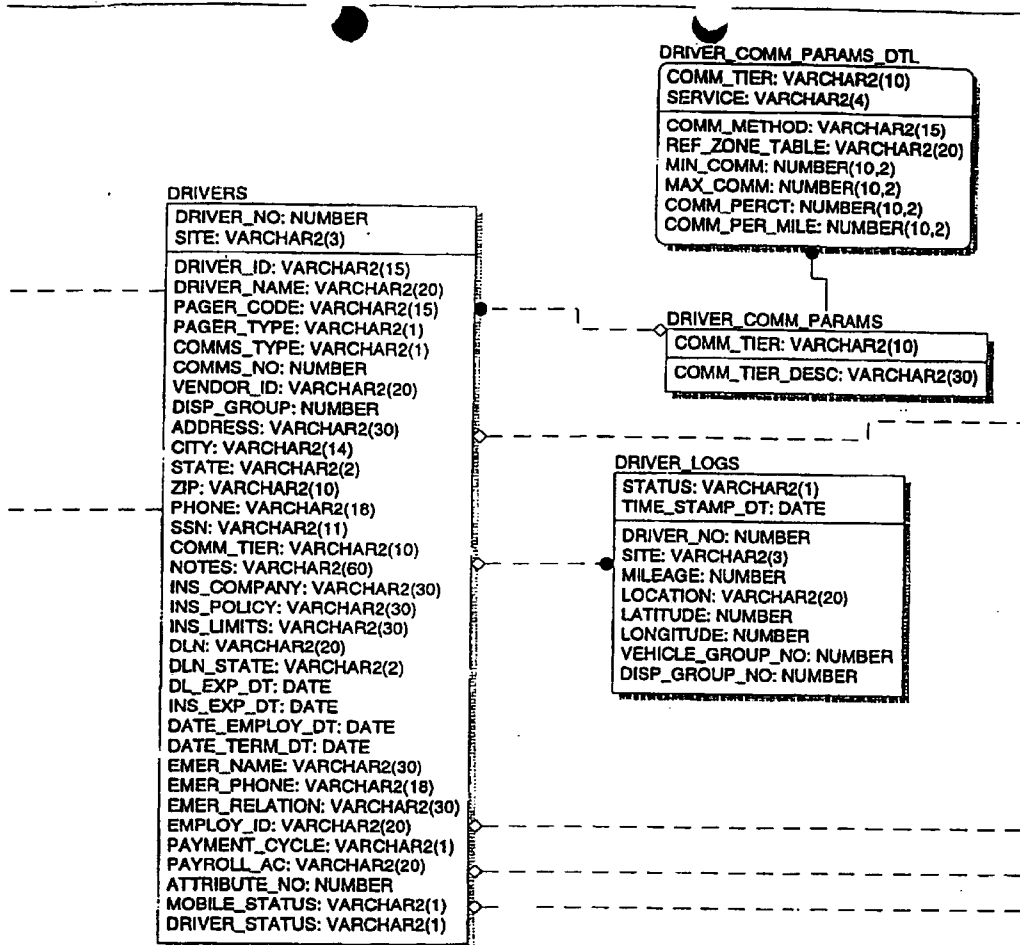 DRIVER_COMM_PARAMS_DTL
COMM_TIER: VARCHAR2(10)
SERVICE: VARCHAR2(4)
COMM_METHOD: VARCHAR2(15)
REF_ZONE_TABLE: VARCHAR2(20)
MIN_COMM: NUMBER(10,2)
MAX_COMM: NUMBER(10,2)
COMM_PERCT: NUMBER(10,2)
COMM_PER_MILE: NUMBER(10,2)
DRIVERS
DRIVER_NO: NUMBER
SITE: VARCHAR2(3)
DRIVER_ID: VARCHAR2(15)
DRIVER_NAME: VARCHAR2(20)
PAGER_CODE: VARCHAR2(15)
PAGER_TYPE: VARCHAR2(1)
COMMS_TYPE: VARCHAR2(1)
COMMS_NO: NUMBER
VENDOR_ID: VARCHAR2(20)
DISP_GROUP: NUMBER
ADDRESS: VARCHAR2(30)
CITY: VARCHAR2(14)
STATE: VARCHAR2(2)
ZIP: VARCHAR2(10)
PHONE: VARCHAR2(18)
SSN: VARCHAR2(11)
COMM_TIER: VARCHAR2(10)
NOTES: VARCHAR2(60)
INS_COMPANY: VARCHAR2(30)
INS_POLICY: VARCHAR2(30)
INS_LIMITS: VARCHAR2(30)
DLN: VARCHAR2(20)
DLN_STATE: VARCHAR2(2)
DL_EXP_DT: DATE
INS_EXP_DT: DATE
DATE_EMPLOY_DT: DATE
DATE_TERM_DT: DATE
EMER_NAME: VARCHAR2(30)
EMER_PHONE: VARCHAR2(18)
EMER_RELATION: VARCHAR2(30)
EMPLOY_ID: VARCHAR2(20)
PAYMENT_CYCLE: VARCHAR2(1)
PAYROLL_AC: VARCHAR2(20)
ATTRIBUTE_NO: NUMBER
MOBILE_STATUS: VARCHAR2(1)
DRIVER_STATUS: VARCHAR2(1)
DRIVER_COMM_PARAMS
COMM_TIER: VARCHAR2(10)
COMM_TIER_DESC: VARCHAR2(30)
DRIVER_LOGS
STATUS: VARCHAR2(1)
TIME_STAMP_DT: DATE
DRIVER_NO: NUMBER
SITE: VARCHAR2(3)
MILEAGE: NUMBER
LOCATION: VARCHAR2(20)
LATITUDE: NUMBER
LONGITUDE: NUMBER
VEHICLE_GROUP_NO: NUMBER
DISP_GROUP_NO: NUMBER